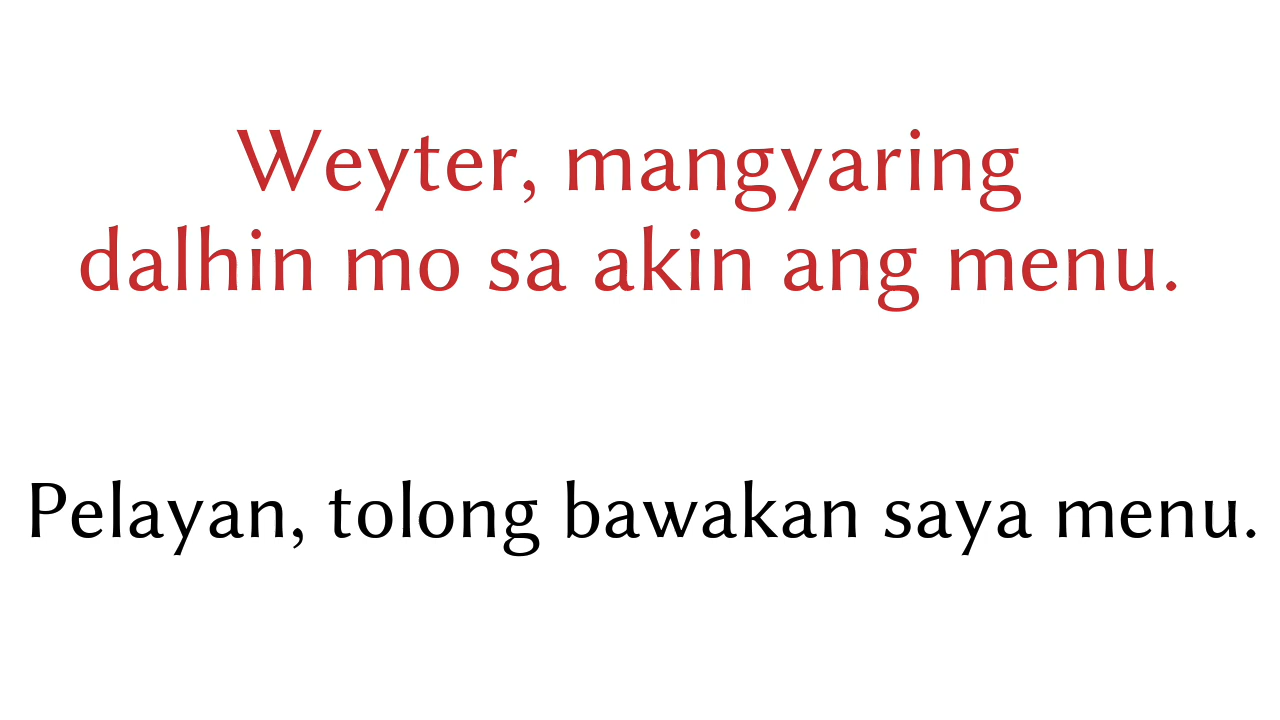 Weyter, mangyaring
dalhin mo sa akin ang menu.
Pelayan, tolong bawakan saya menu.